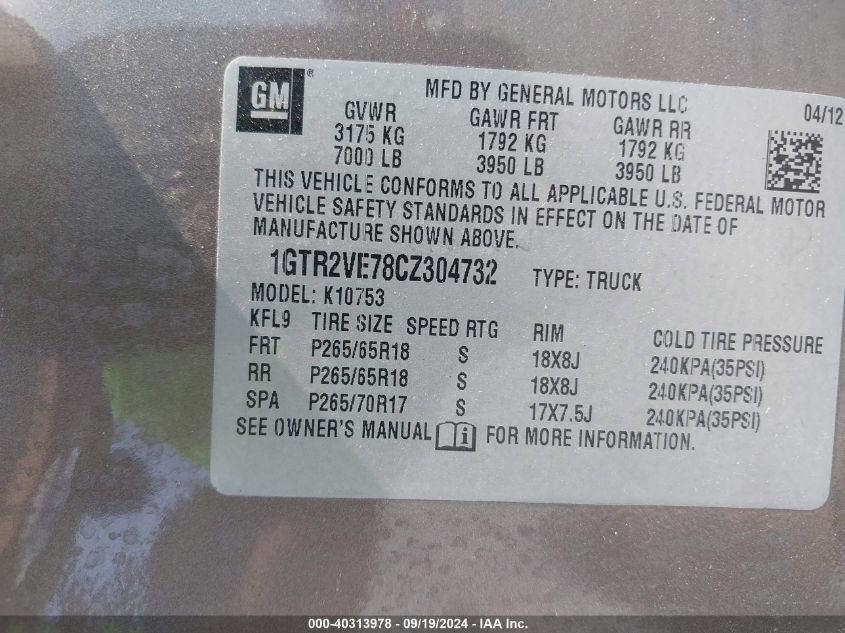 GM ®
MFD BY GENERAL MOTORS LLC 04/12
GVWR GAWR FRT GAWR RR
3175 KG 1792 KG 1792 KG
7000 LB 3950 LB 3950 LB
THIS VEHICLE CONFORMS TO ALL APPLICABLE U.S. FEDERAL MOTOR
VEHICLE SAFETY STANDARDS IN EFFECT ON THE DATE OF
MANUFACTURE SHOWN ABOVE.
1GTR2VE78CZ304732 TYPE: TRUCK
MODEL: K10753
KFL9 TIRE SIZE SPEED RTG RIM COLD TIRE PRESSURE
FRT P265/65R18 S 18X8J 240KPA(35PSI)
RR P265/65R18 S 18X8J 240KPA(35PSI)
SPA P265/70R17 S 17X7.5J 240KPA(35PSI)
SEE OWNER'S MANUAL i FOR MORE INFORMATION.
000-40313978 - 09/19/2024 - IAA Inc.